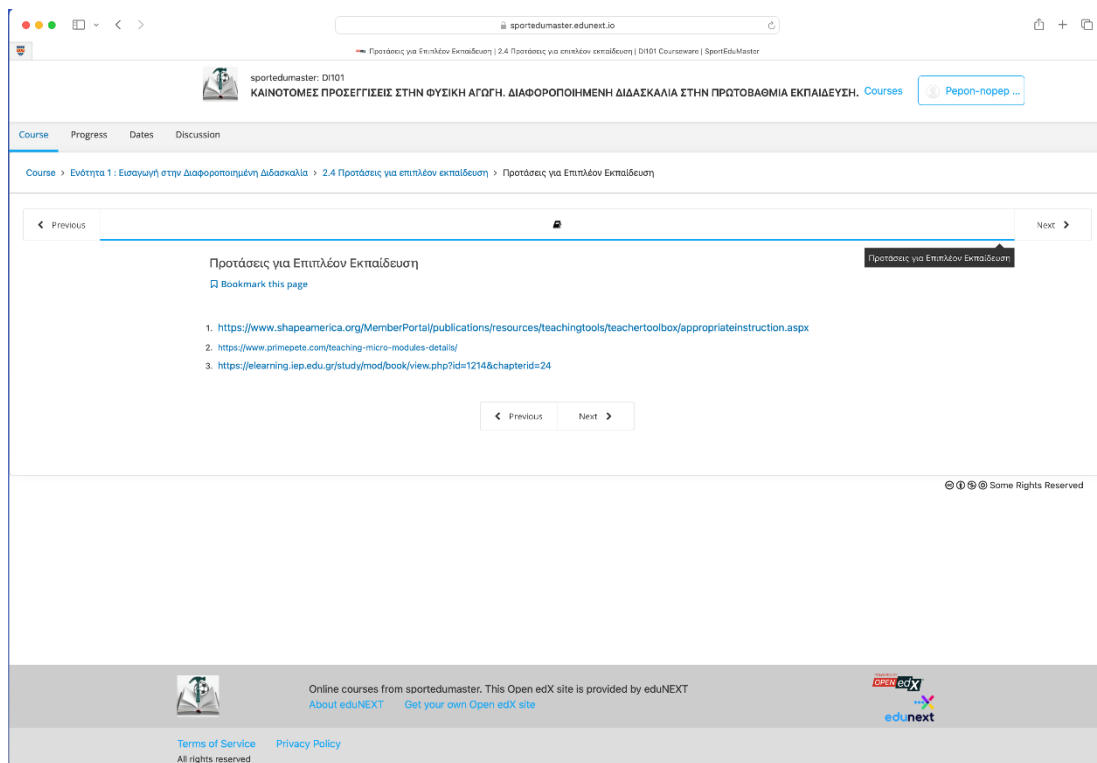 sportedumaster.edunext.io
Προτάσεις για Επιπλέον Εκπαίδευση | 2.4 Προτάσεις για επιπλέον εκπαίδευση | DI101 Courseware | SportEduMaster
sportedumaster: DI101
ΚΑΙΝΟΤΟΜΕΣ ΠΡΟΣΕΓΓΙΣΕΙΣ ΣΤΗΝ ΦΥΣΙΚΗ ΑΓΩΓΗ. ΔΙΑΦΟΡΟΠΟΙΗΜΕΝΗ ΔΙΔΑΣΚΑΛΙΑ ΣΤΗΝ ΠΡΩΤΟΒΑΘΜΙΑ ΕΚΠΑΙΔΕΥΣΗ. Courses Pepon-nopep ...
Course Progress Dates Discussion
Course > Ενότητα 1 : Εισαγωγή στην Διαφοροποιημένη Διδασκαλία > 2.4 Προτάσεις για επιπλέον εκπαίδευση > Προτάσεις για Επιπλέον Εκπαίδευση
Previous Next
Προτάσεις για Επιπλέον Εκπαίδευση
Προτάσεις για Επιπλέον Εκπαίδευση
Bookmark this page
1. https://www.shapeamerica.org/MemberPortal/publications/resources/teachingtools/teachertoolbox/appropriateinstruction.aspx
2. https://www.primepete.com/teaching-micro-modules-details/
3. https://elearning.iep.edu.gr/study/mod/book/view.php?id=1214&chapterid=24
Previous Next
Some Rights Reserved
Online courses from sportedumaster. This Open edX site is provided by eduNEXT
About eduNEXT Get your own Open edX site
OPEN edX
edunext
Terms of Service Privacy Policy
All rights reserved